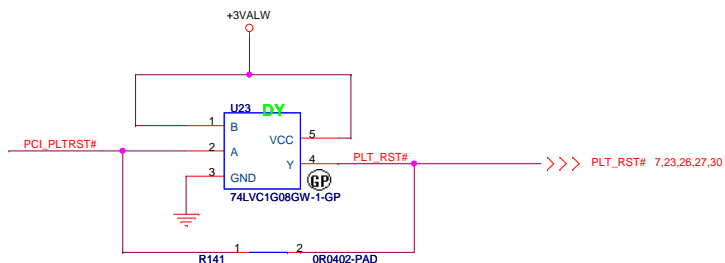 +3VALW
U23 DY
1 B
VCC 5
PCI_PLTRST# 2 A
Y 4 PLT_RST# PLT_RST# 7,23,26,27,30
3 GND
GP
74LVC1G08GW-1-GP
1 2
R141 0R0402-PAD